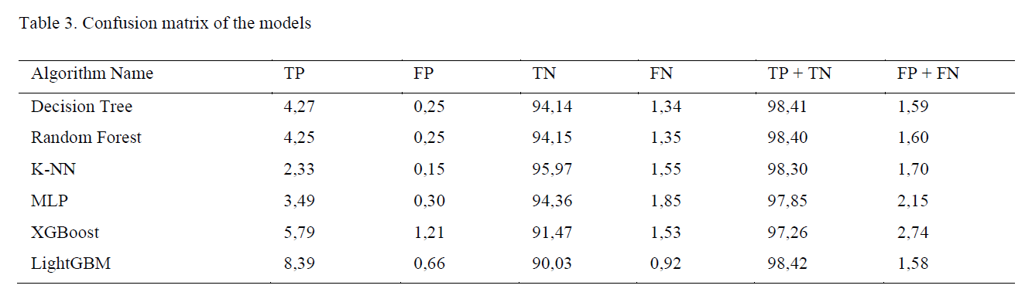 Table 3. Confusion matrix of the models
Algorithm Name TP FP TN FN TP + TN FP + FN
Decision Tree 4,27 0,25 94,14 1,34 98,41 1,59
Random Forest 4,25 0,25 94,15 1,35 98,40 1,60
K-NN 2,33 0,15 95,97 1,55 98,30 1,70
MLP 3,49 0,30 94,36 1,85 97,85 2,15
XGBoost 5,79 1,21 91,47 1,53 97,26 2,74
LightGBM 8,39 0,66 90,03 0,92 98,42 1,58